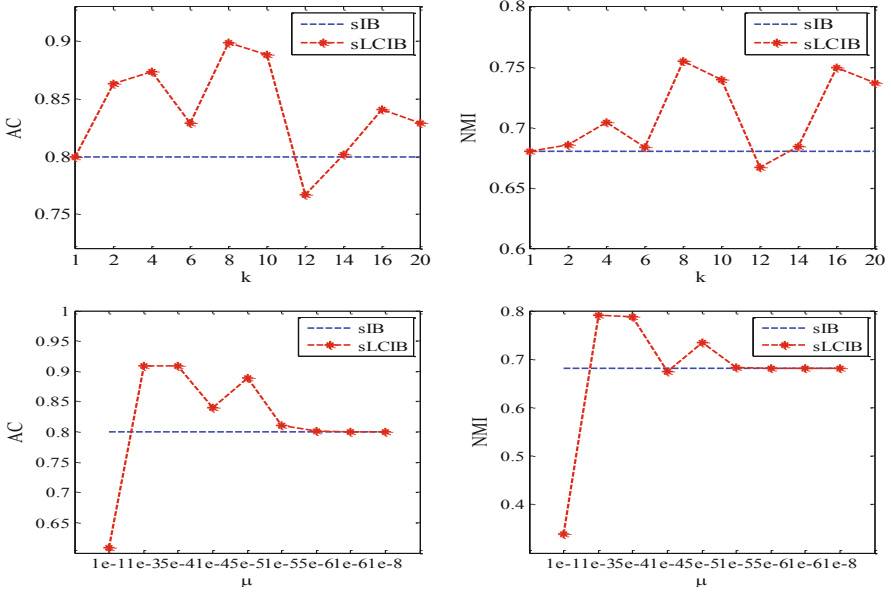 sIB
sLCIB
0.9
0.85
0.8
0.75
AC
1 2 4 6 8 10 12 14 16 20
k
sIB
sLCIB
0.8
0.75
0.7
0.65
0.6
NMI
1 2 4 6 8 10 12 14 16 20
k
sIB
sLCIB
1
0.95
0.9
0.85
0.8
0.75
0.7
0.65
AC
1e-11e-35e-41e-45e-51e-55e-61e-61e-8
μ
sIB
sLCIB
0.8
0.7
0.6
0.5
0.4
NMI
1e-11e-35e-41e-45e-51e-55e-61e-61e-8
μ